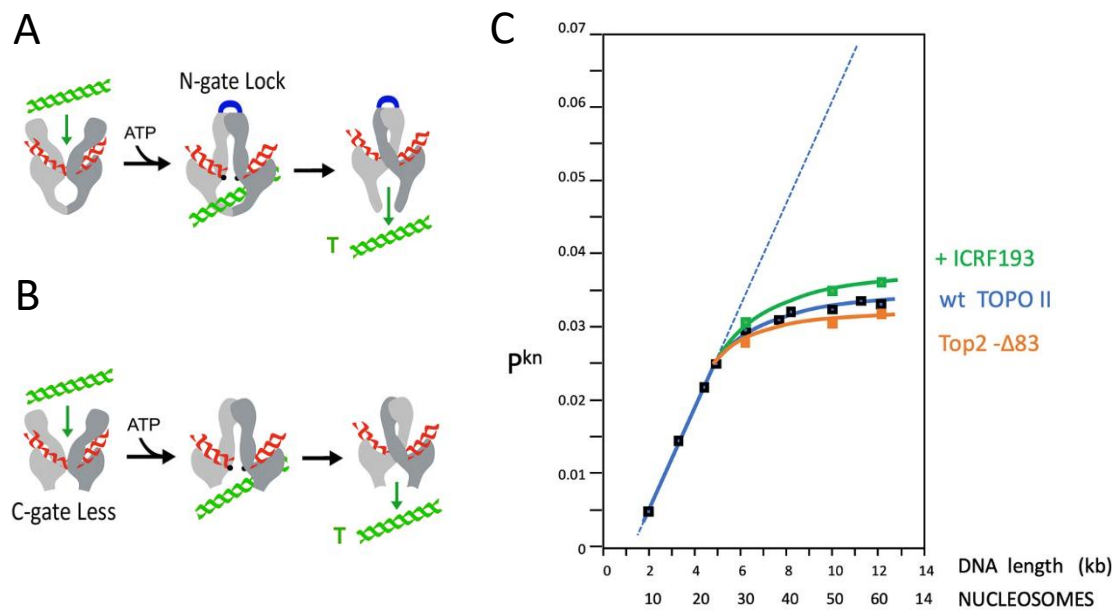 A
N-gate Lock
ATP
T
B
ATP
C-gate Less
T
C
0.07
0.06
0.05
0.04
0.03
0.02
0.01
0
Pkn
+ ICRF193
wt TOPO II
Top2 -Δ83
0 2 4 6 8 10 12 14 DNA length (kb)
10 20 30 40 50 60 14 NUCLEOSOMES